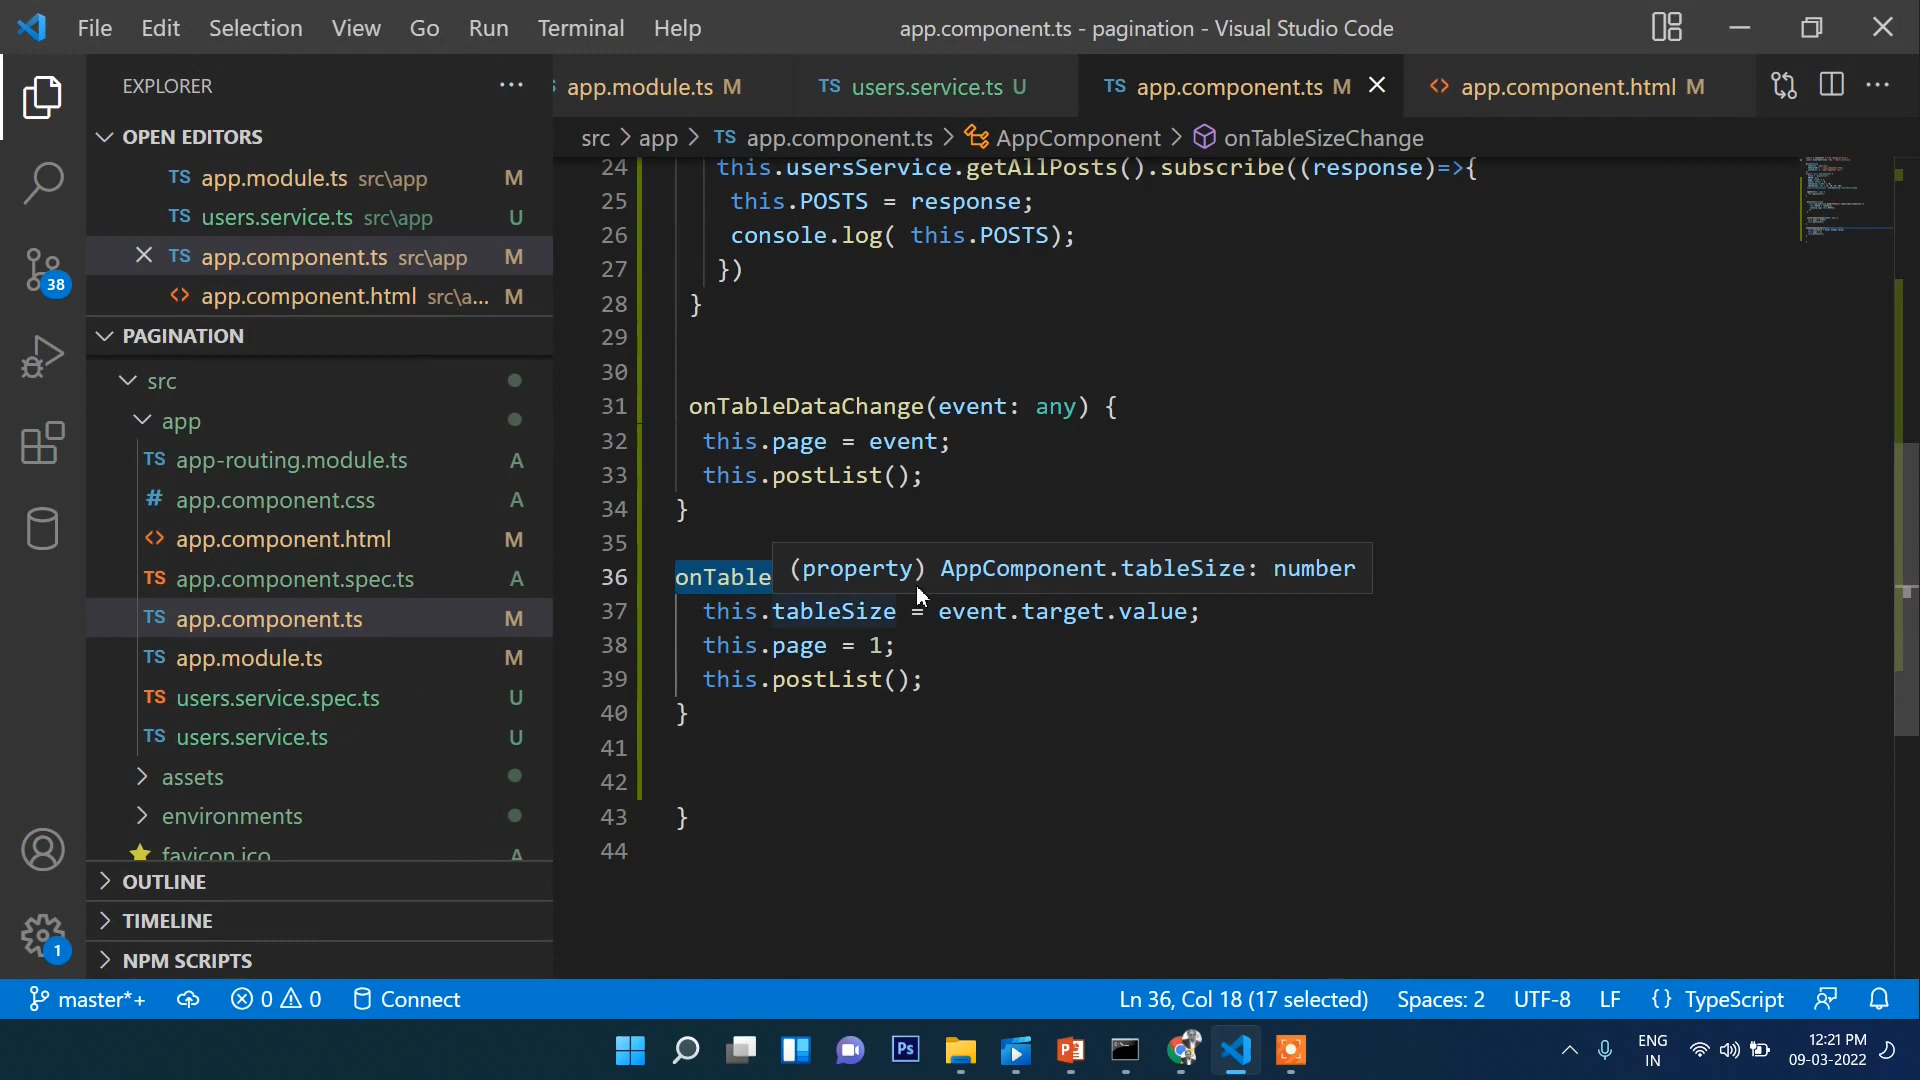 File Edit Selection View Go Run Terminal Help
app.component.ts - pagination - Visual Studio Code
EXPLORER
OPEN EDITORS
TS app.module.ts src\app M
TS users.service.ts src\app U
TS app.component.ts src\app M
<> app.component.html src\a... M
PAGINATION
src
app
TS app-routing.module.ts A
# app.component.css A
<> app.component.html M
TS app.component.spec.ts A
TS app.component.ts M
TS app.module.ts M
TS users.service.spec.ts U
TS users.service.ts U
assets
environments
favicon.ico A
OUTLINE
TIMELINE
NPM SCRIPTS
38
1
app.module.ts M
TS users.service.ts U
TS app.component.ts M
<> app.component.html M
src > app > TS app.component.ts > AppComponent > onTableSizeChange
24 this.usersService.getAllPosts().subscribe((response)=>{
25 this.POSTS = response;
26 console.log( this.POSTS);
27 })
28 }
29
30
31 onTableDataChange(event: any) {
32 this.page = event;
33 this.postList();
34 }
35
(property) AppComponent.tableSize: number
36 onTable
37 this.tableSize = event.target.value;
38 this.page = 1;
39 this.postList();
40 }
41
42
43 }
44
master*+ 0 0 Connect
Ln 36, Col 18 (17 selected) Spaces: 2 UTF-8 LF {} TypeScript
Ps
ENG
IN
12:21 PM
09-03-2022